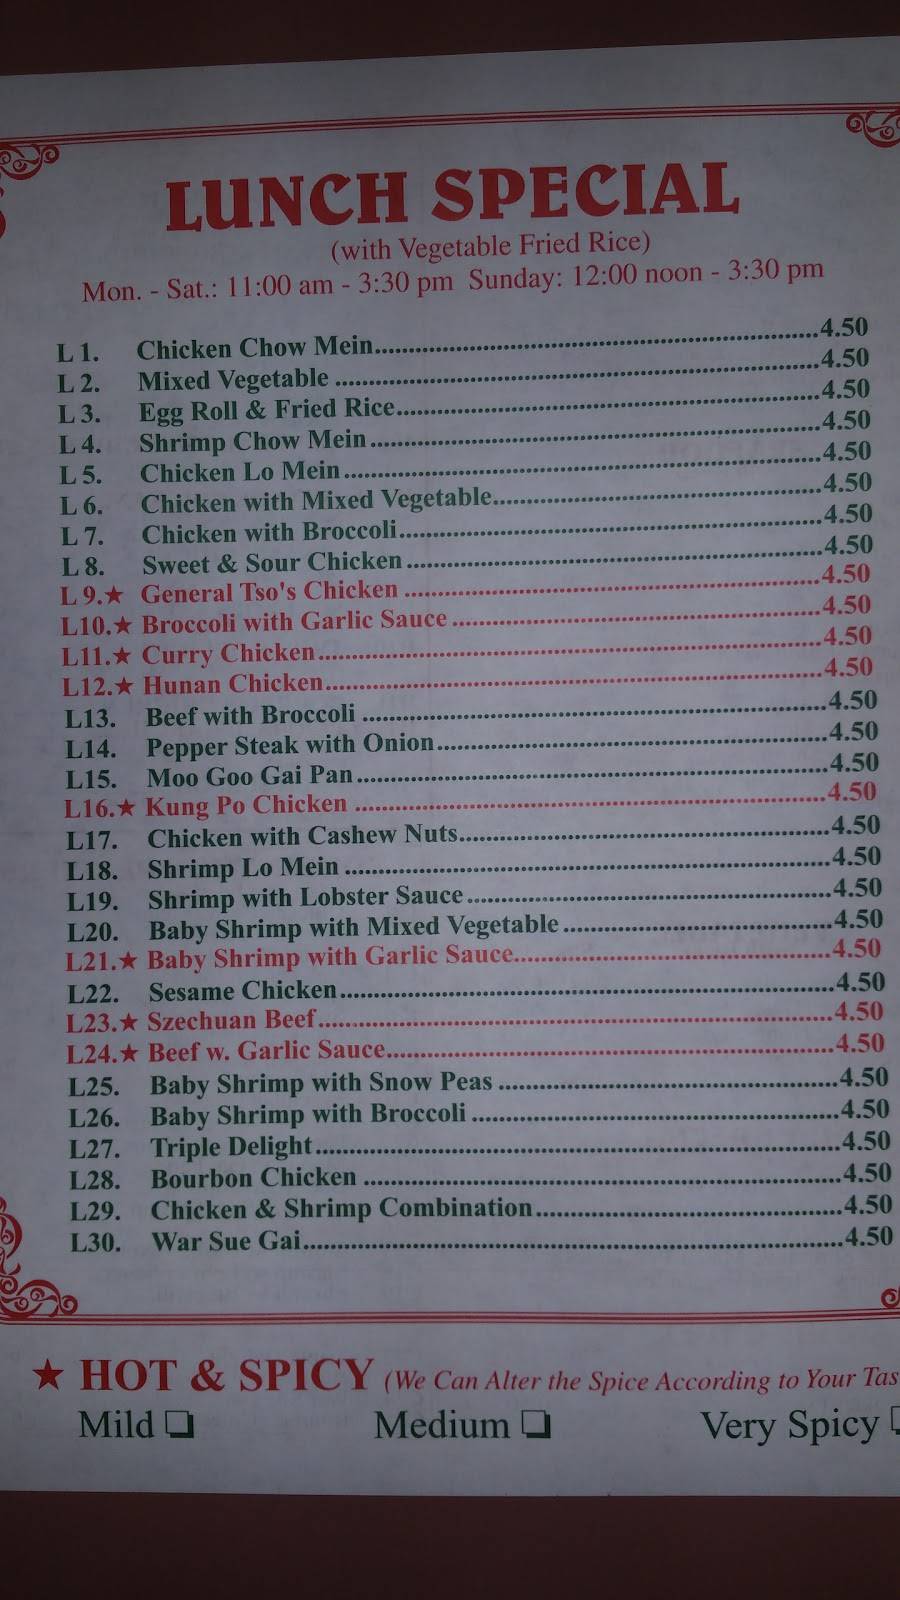 LUNCH SPECIAL
(with Vegetable Fried Rice)
Mon. - Sat.: 11:00 am - 3:30 pm Sunday: 12:00 noon - 3:30 pm
L 1. Chicken Chow Mein 4.50
L 2. Mixed Vegetable 4.50
L 3. Egg Roll & Fried Rice 4.50
L 4. Shrimp Chow Mein 4.50
L 5. Chicken Lo Mein 4.50
L 6. Chicken with Mixed Vegetable 4.50
L 7. Chicken with Broccoli 4.50
L 8. Sweet & Sour Chicken 4.50
L 9.★ General Tso's Chicken 4.50
L10.★ Broccoli with Garlic Sauce 4.50
L11.★ Curry Chicken 4.50
L12.★ Hunan Chicken 4.50
L13. Beef with Broccoli 4.50
L14. Pepper Steak with Onion 4.50
L15. Moo Goo Gai Pan 4.50
L16.★ Kung Po Chicken 4.50
L17. Chicken with Cashew Nuts 4.50
L18. Shrimp Lo Mein 4.50
L19. Shrimp with Lobster Sauce 4.50
L20. Baby Shrimp with Mixed Vegetable 4.50
L21.★ Baby Shrimp with Garlic Sauce 4.50
L22. Sesame Chicken 4.50
L23.★ Szechuan Beef 4.50
L24.★ Beef w. Garlic Sauce 4.50
L25. Baby Shrimp with Snow Peas 4.50
L26. Baby Shrimp with Broccoli 4.50
L27. Triple Delight 4.50
L28. Bourbon Chicken 4.50
L29. Chicken & Shrimp Combination 4.50
L30. War Sue Gai 4.50
★ HOT & SPICY (We Can Alter the Spice According to Your Tas
Mild ❏ Medium ❏ Very Spicy ❏